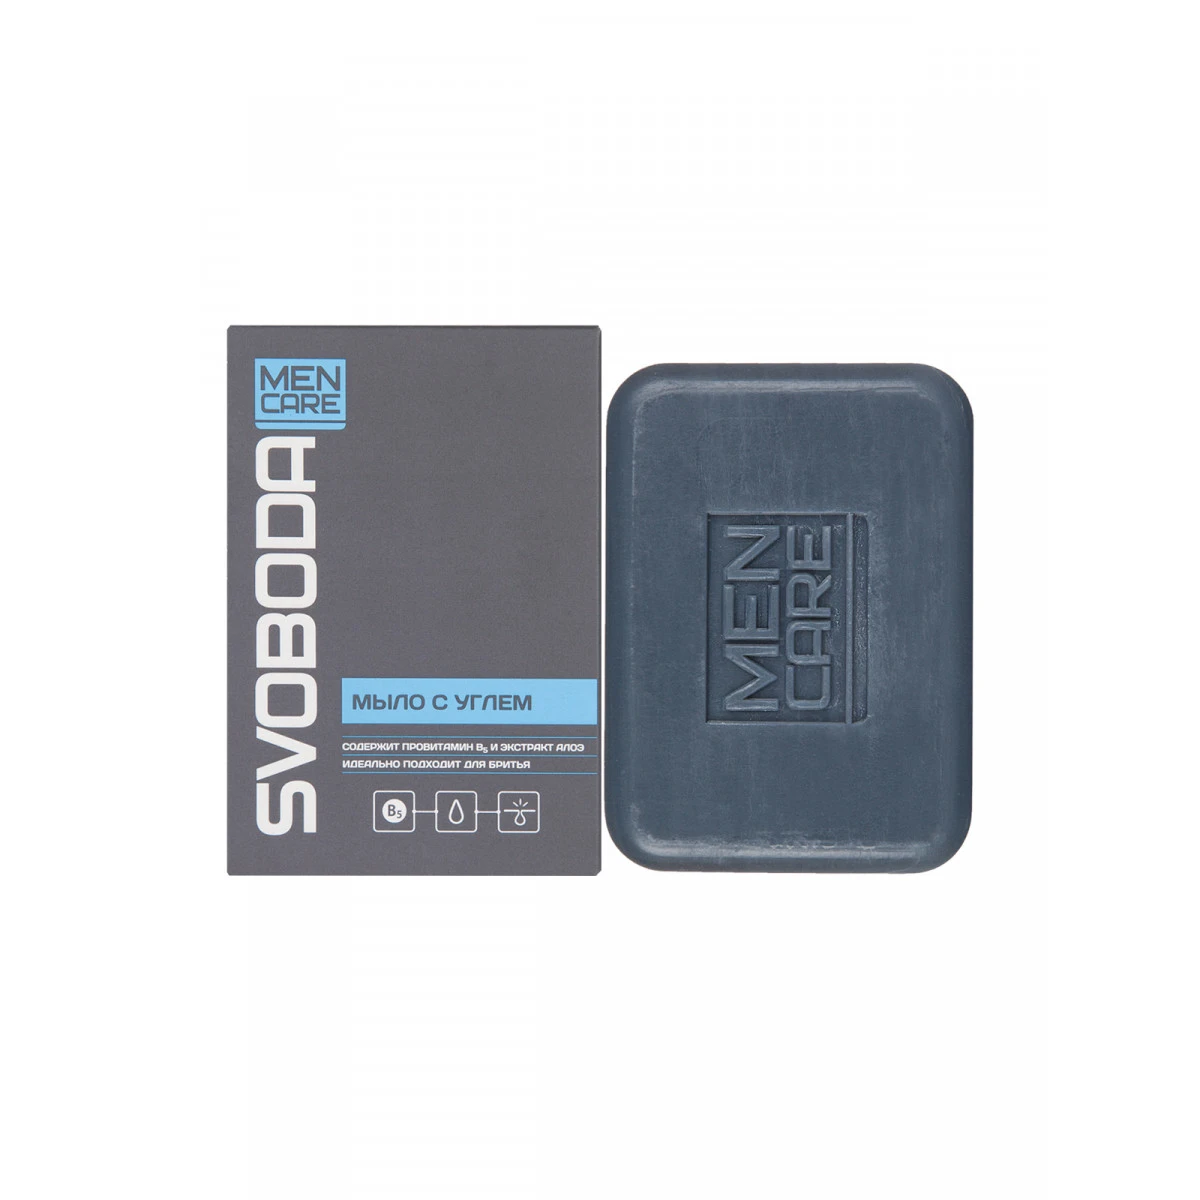 MEN
CARE
SVOBODA
МЫЛО С УГЛЕМ
СОДЕРЖИТ ПРОВИТАМИН B₅ И ЭКСТРАКТ АЛОЭ
ИДЕАЛЬНО ПОДХОДИТ ДЛЯ БРИТЬЯ
B₅
MEN
CARE